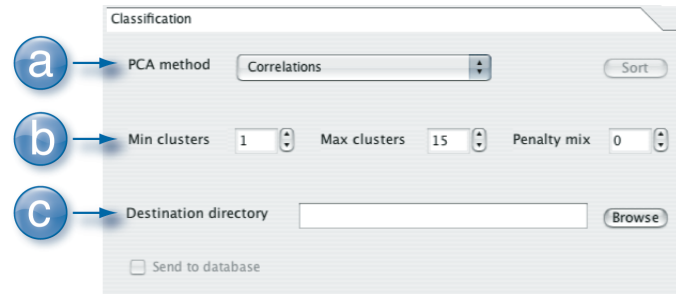 Classification
a PCA method Correlations Sort
b Min clusters 1 Max clusters 15 Penalty mix 0
c Destination directory Browse
Send to database